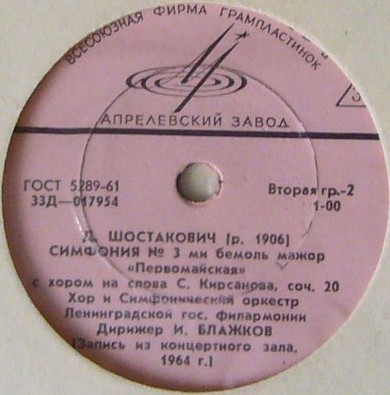 ВСЕСОЮЗНАЯ ФИРМА ГРАМПЛАСТИНОК
АПРЕЛЕВСКИЙ ЗАВОД
ГОСТ 5289-61
33Д—017954
Вторая гр.-2
1-00
Д. ШОСТАКОВИЧ [р. 1906]
СИМФОНИЯ № 3 ми бемоль мажор
«Первомайская»
с хором на слова С. Кирсанова, соч. 20
Хор и Симфонический оркестр
Ленинградской гос. филармонии
Дирижер И. БЛАЖКОВ
[Запись из концертного зала,
1964 г.]